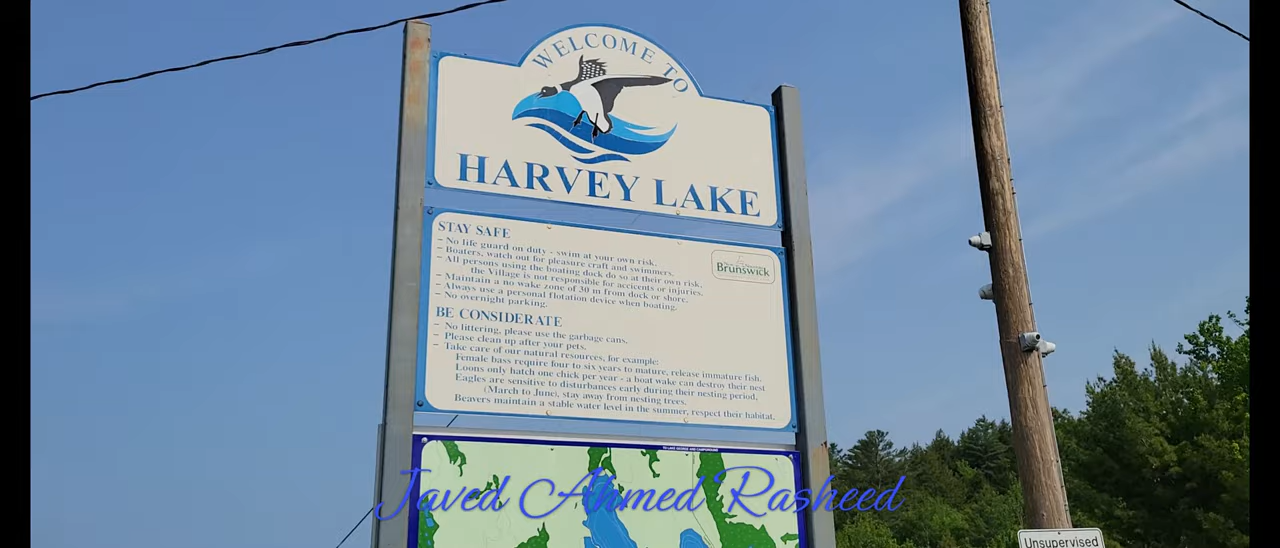 WELCOME TO
HARVEY LAKE
STAY SAFE
- No life guard on duty - swim at your own risk.
- Boaters, watch out for pleasure craft and swimmers.
- All persons using the boating dock do so at their own risk,
the Village is not responsible for accicents or injuries.
- Maintain a no wake zone of 30 m from dock or shore.
- Always use a personal flotation device when boating.
- No overnight parking.
Brunswick
BE CONSIDERATE
- No littering, please use the garbage cans.
- Please clean up after your pets.
- Take care of our natural resources, for example:
Female bass require four to six years to mature, release immature fish.
Loons only hatch one chick per year - a boat wake can destroy their nest
Eagles are sensitive to disturbances early during their nesting period,
(March to June), stay away from nesting trees.
Beavers maintain a stable water level in the summer, respect their habitat.
TO LAKE GEORGE AND CAMPGROUND
Javed Ahmed Rasheed
Unsupervised